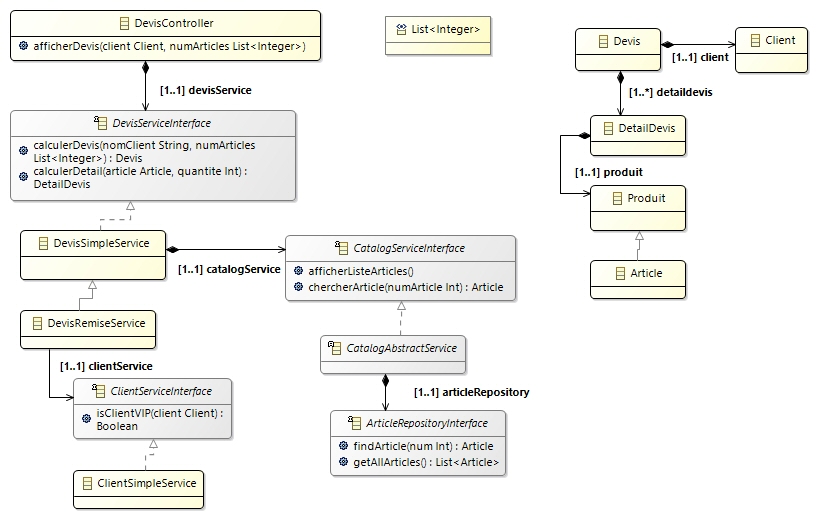 DevisController
afficherDevis(client Client, numArticles List<Integer>)
List<Integer>
Devis
Client
[1..1] client
[1..1] devisService
[1..*] detaildevis
DevisServiceInterface
calculerDevis(nomClient String, numArticles
List<Integer>) : Devis
calculerDetail(article Article, quantite Int) :
DetailDevis
DetailDevis
[1..1] produit
Produit
DevisSimpleService
[1..1] catalogService
CatalogServiceInterface
afficherListeArticles()
chercherArticle(numArticle Int) : Article
Article
DevisRemiseService
[1..1] clientService
CatalogAbstractService
ClientServiceInterface
isClientVIP(client Client) :
Boolean
[1..1] articleRepository
ArticleRepositoryInterface
findArticle(num Int) : Article
getAllArticles() : List<Article>
ClientSimpleService